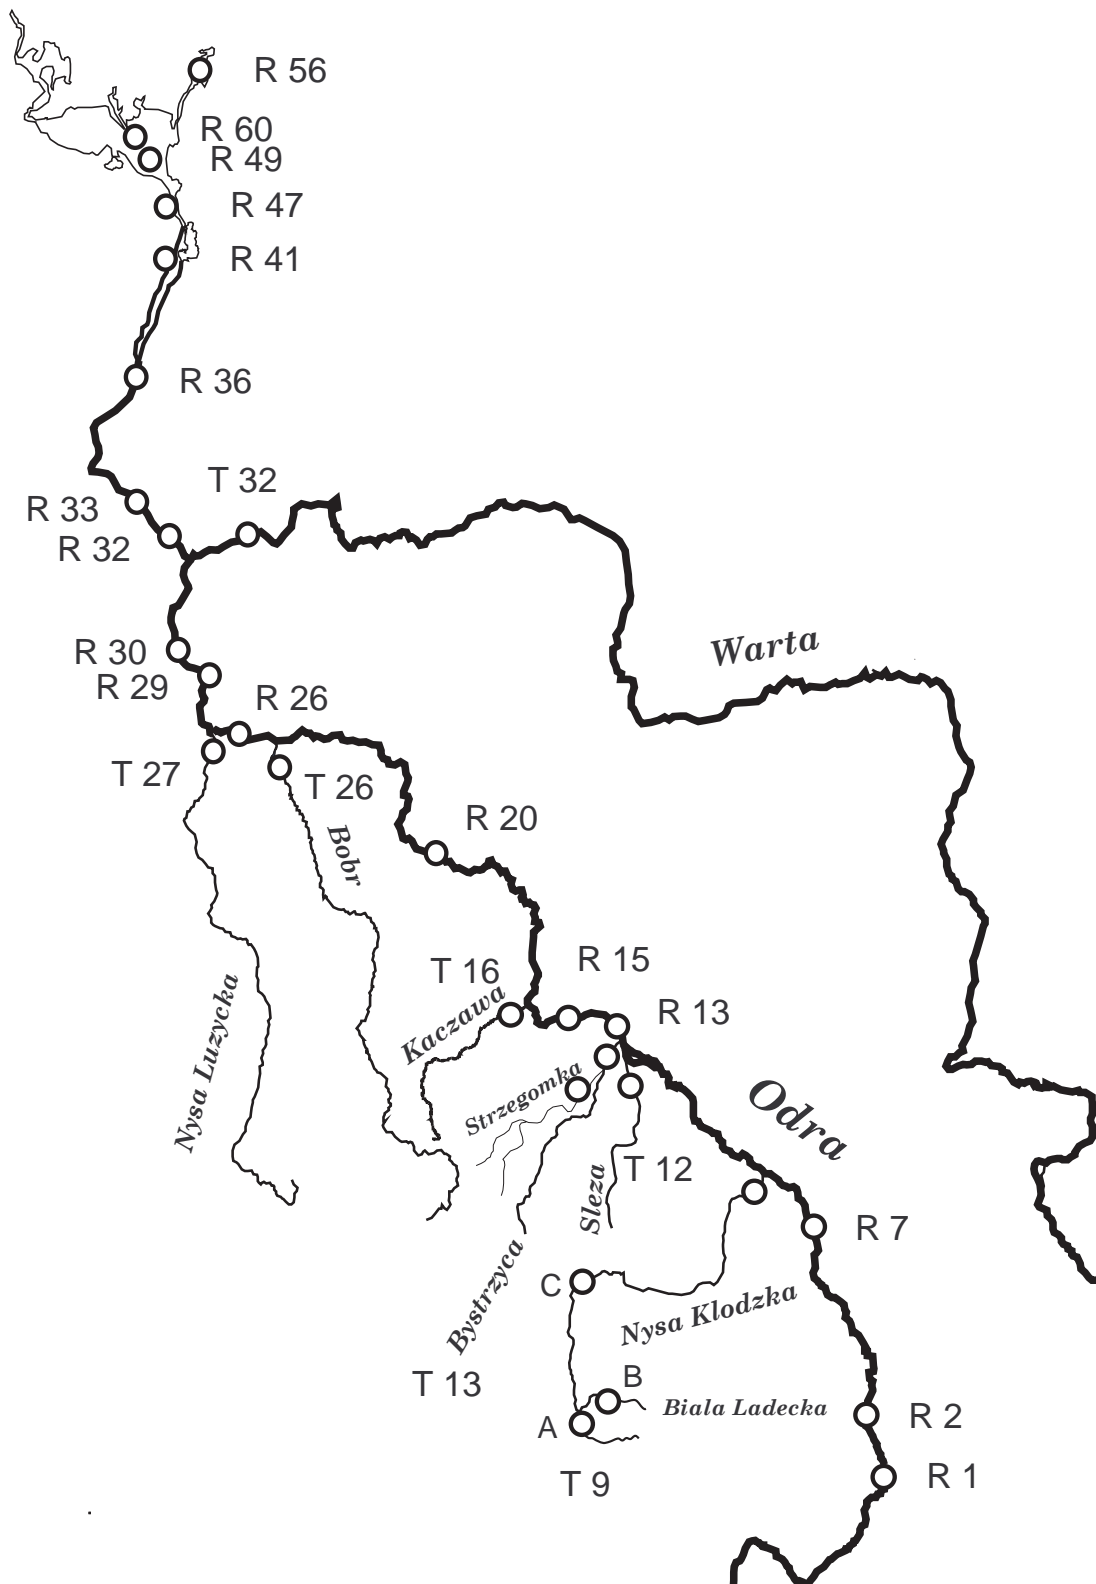 R 56
R 60
R 49
R 47
R 41
R 36
T 32
R 33
R 32
Warta
R 30
R 29
R 26
T 27
T 26
R 20
Bobr
R 15
T 16
R 13
Kaczawa
Nysa Luzycka
Strzegomka
Odra
T 12
Sleza
R 7
C
Bystrzyca
Nysa Klodzka
T 13
B
Biala Ladecka
A
R 2
T 9
R 1